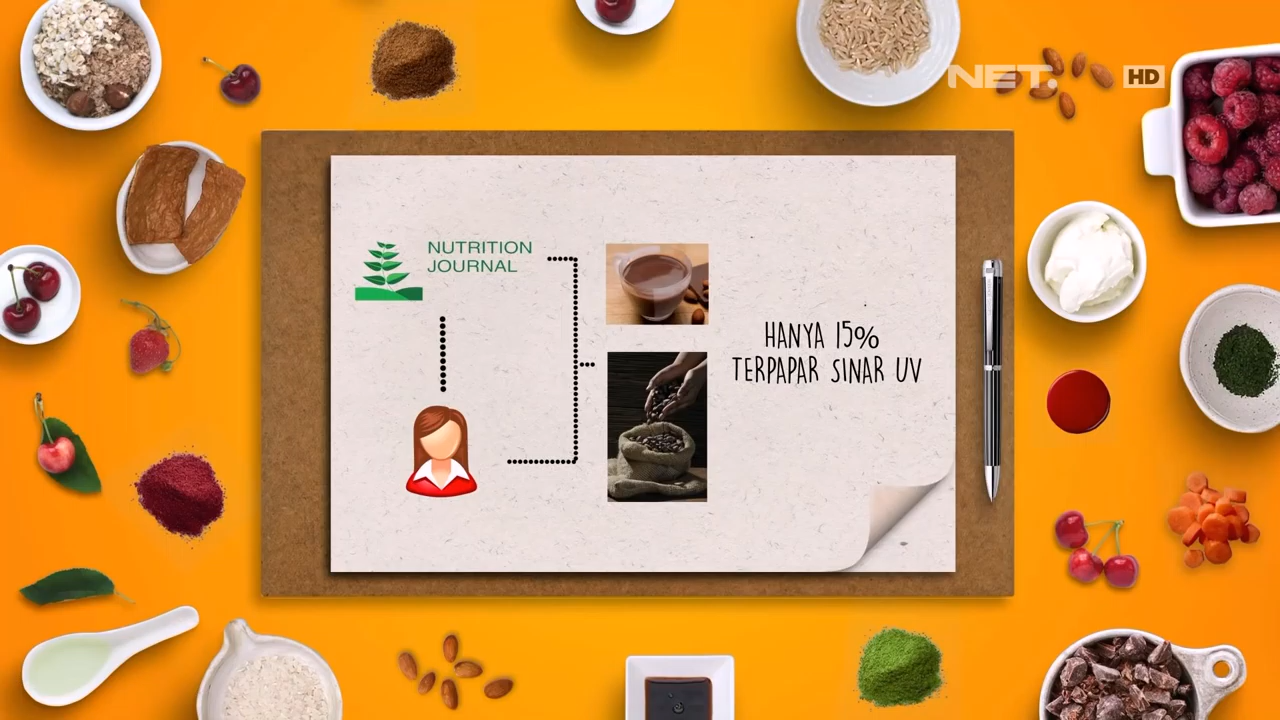 NET.
HD
NUTRITION
JOURNAL
HANYA 15%
TERPAPAR SINAR UV